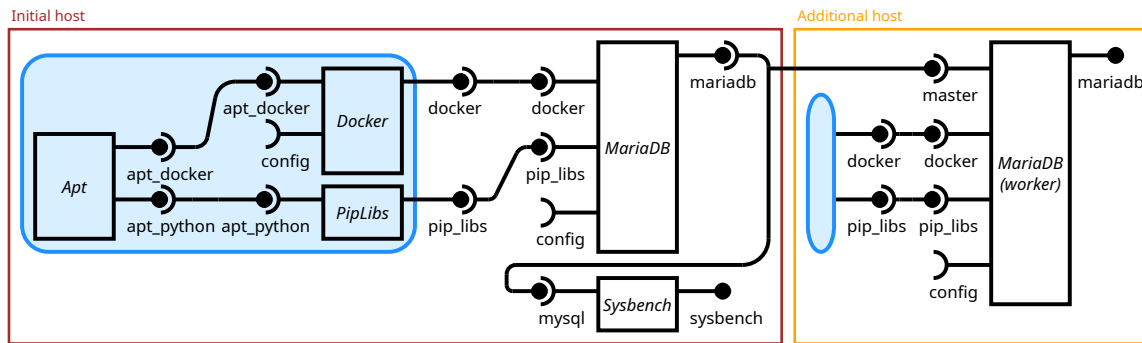 Initial host
Additional host
mariadb
mariadb
apt_docker
docker
docker
master
Docker
config
MariaDB
apt_docker
pip_libs
docker
docker
MariaDB
(worker)
Apt
PipLibs
apt_python
apt_python
pip_libs
config
pip_libs
pip_libs
config
Sysbench
mysql
sysbench